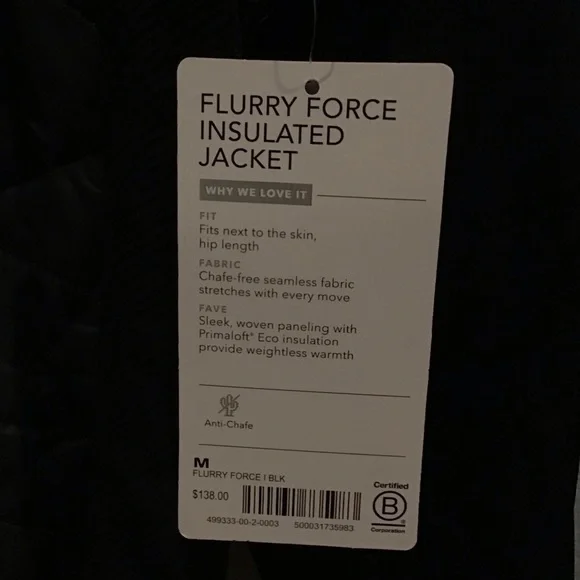 FLURRY FORCE
INSULATED
JACKET
WHY WE LOVE IT
FIT
Fits next to the skin,
hip length
FABRIC
Chafe-free seamless fabric
stretches with every move
FAVE
Sleek, woven paneling with
Primaloft® Eco insulation
provide weightless warmth
Anti-Chafe
M
FLURRY FORCE I BLK
$138.00
499333-00-2-0003 500031735983
Certified
B
®
Corporation